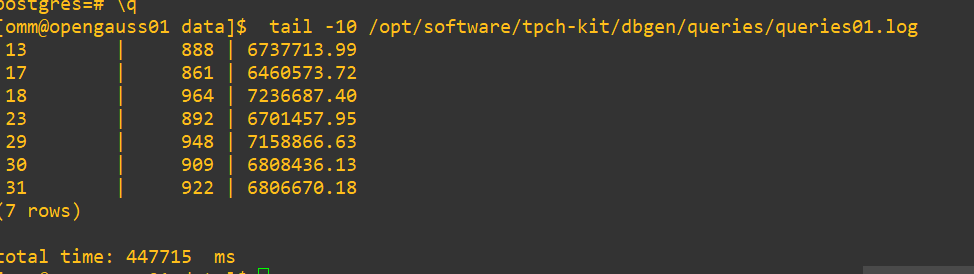 postgres=# \q
[omm@opengauss01 data]$  tail -10 /opt/software/tpch-kit/dbgen/queries/queries01.log
13        |     888 | 6737713.99
17        |     861 | 6460573.72
18        |     964 | 7236687.40
23        |     892 | 6701457.95
29        |     948 | 7158866.63
30        |     909 | 6808436.13
31        |     922 | 6806670.18
(7 rows)
total time: 447715  ms